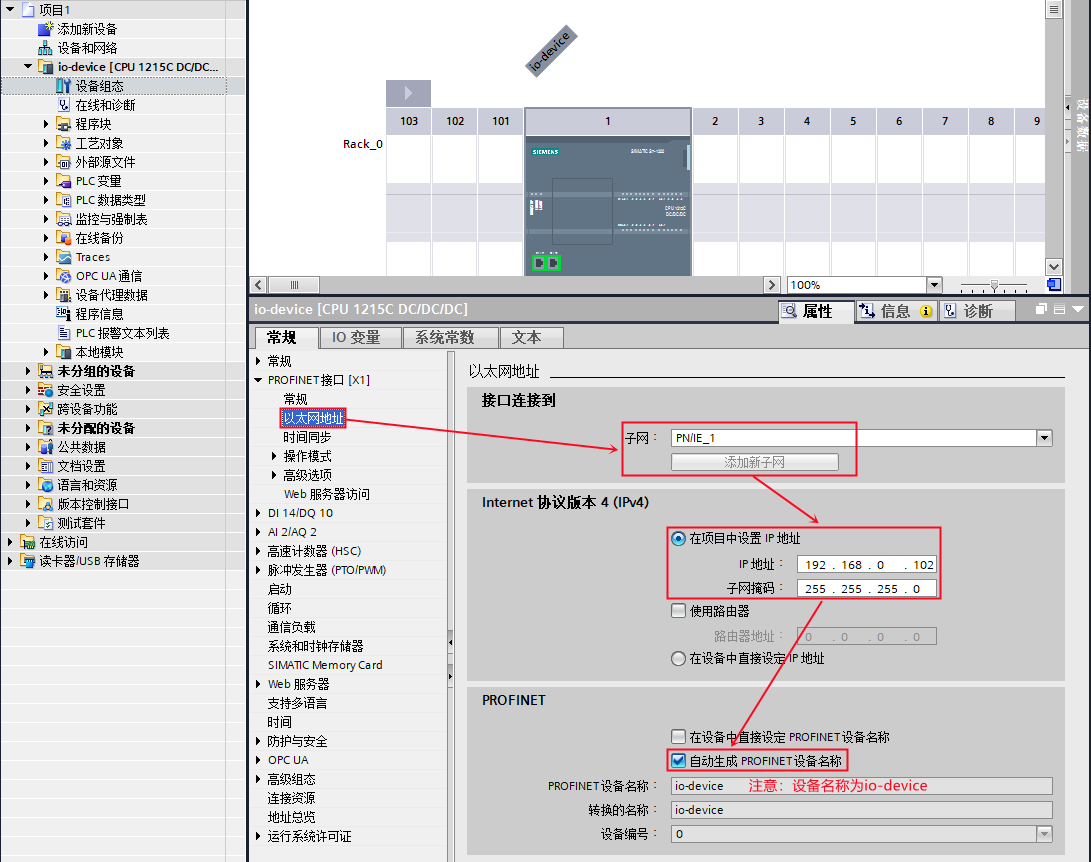 项目1
添加新设备
设备和网络
io-device [CPU 1215C DC/DC...
设备组态
在线和诊断
程序块
工艺对象
外部源文件
PLC 变量
PLC 数据类型
监控与强制表
在线备份
Traces
OPC UA 通信
设备代理数据
程序信息
PLC 报警文本列表
本地模块
未分组的设备
安全设置
跨设备功能
未分配的设备
公共数据
文档设置
语言和资源
版本控制接口
测试套件
在线访问
读卡器/USB 存储器
io-device
103 102 101 1 2 3 4 5 6 7 8 9
Rack_0
SIEMENS
SIMATIC S7-1200
CPU 1215C
DC/DC/DC
100%
设备数据
io-device [CPU 1215C DC/DC/DC]
属性 信息 诊断
常规 IO 变量 系统常数 文本
常规
PROFINET 接口 [X1]
常规
以太网地址
时间同步
操作模式
高级选项
Web 服务器访问
DI 14/DQ 10
AI 2/AQ 2
高速计数器 (HSC)
脉冲发生器 (PTO/PWM)
启动
循环
通信负载
系统和时钟存储器
SIMATIC Memory Card
Web 服务器
支持多语言
时间
防护与安全
OPC UA
高级组态
连接资源
地址总览
运行系统许可证
以太网地址
接口连接到
子网： PN/IE_1
添加新子网
Internet 协议版本 4 (IPv4)
在项目中设置 IP 地址
IP 地址： 192 . 168 . 0 . 102
子网掩码： 255 . 255 . 255 . 0
使用路由器
路由器地址： 0 . 0 . 0 . 0
在设备中直接设定 IP 地址
PROFINET
在设备中直接设定 PROFINET 设备名称
自动生成 PROFINET 设备名称
PROFINET 设备名称： io-device 注意：设备名称为io-device
转换的名称： io-device
设备编号： 0